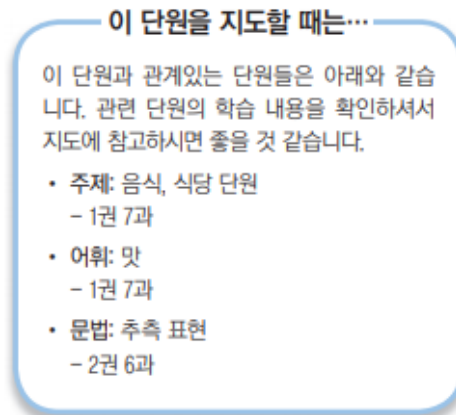 이 단원을 지도할 때는…
이 단원과 관계있는 단원들은 아래와 같습
니다. 관련 단원의 학습 내용을 확인하셔서
지도에 참고하시면 좋을 것 같습니다.
• 주제: 음식, 식당 단원
– 1권 7과
• 어휘: 맛
– 1권 7과
• 문법: 추측 표현
– 2권 6과